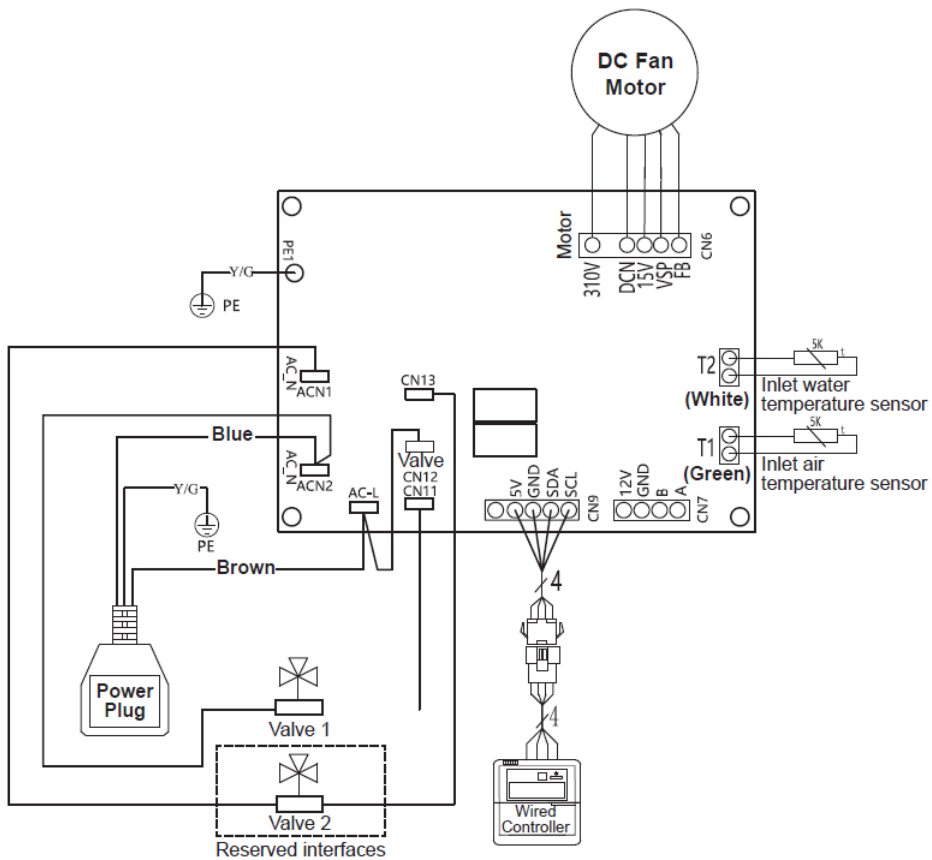 DC Fan
Motor
Motor
CN6
310V
DCN
15V
VSP
FB
PE1
Y/G
PE
AC_N
ACN1
CN13
T2
(White)
5K
t
Inlet water
temperature sensor
Blue
AC_N
ACN2
Valve
CN12
CN11
AC-L
T1
(Green)
5K
t
Inlet air
temperature sensor
Y/G
PE
5V
GND
SDA
SCL
CN9
12V
GND
B
A
CN7
Brown
4
Power
Plug
Valve 1
4
Valve 2
Wired
Controller
Reserved interfaces